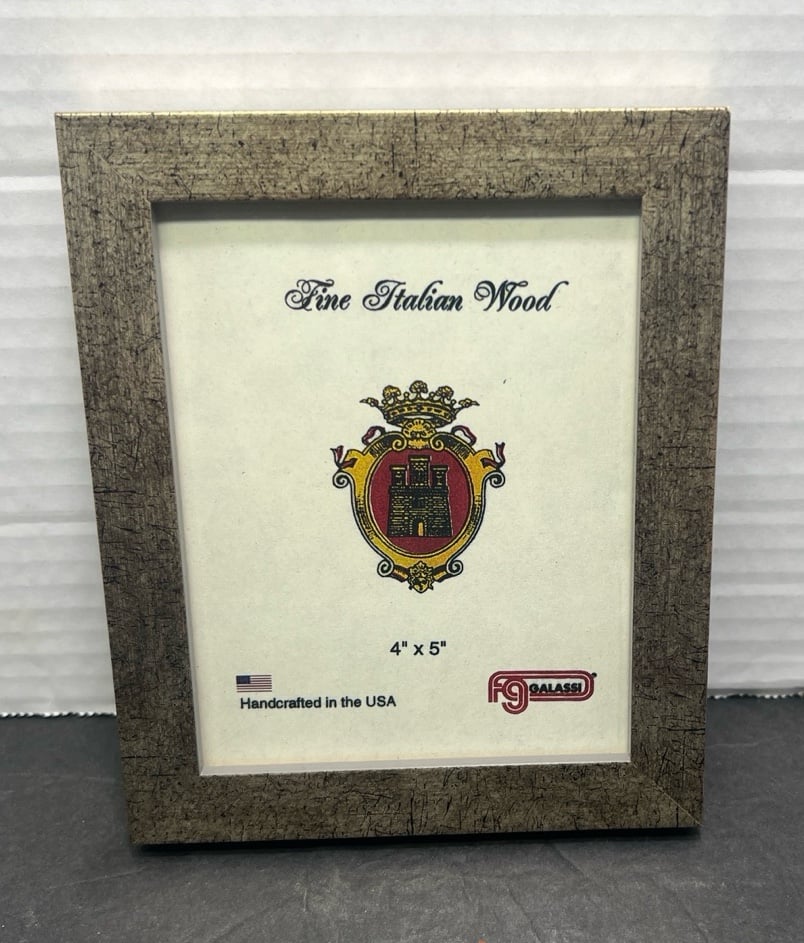 Fine Italian Wood
4" x 5"
Handcrafted in the USA
FG GALASSI